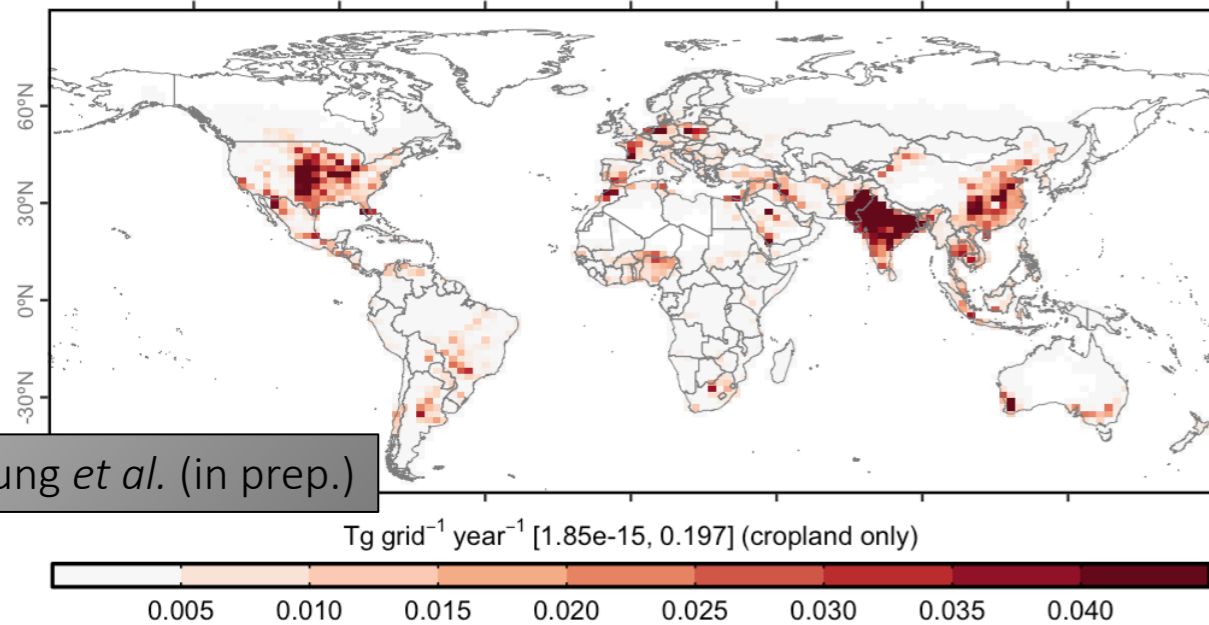 60°N
30°N
0°N
-30°N
ung et al. (in prep.)
Tg grid⁻¹ year⁻¹ [1.85e-15, 0.197] (cropland only)
0.005 0.010 0.015 0.020 0.025 0.030 0.035 0.040